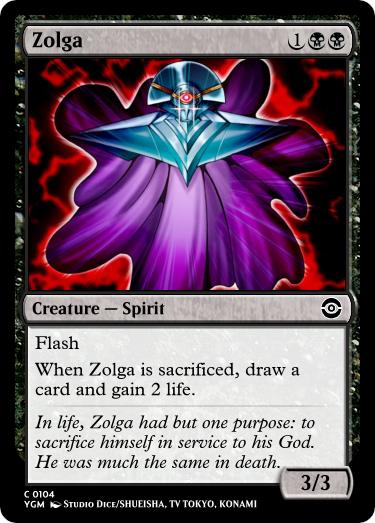 Zolga 1
Creature — Spirit
Flash
When Zolga is sacrificed, draw a
card and gain 2 life.
In life, Zolga had but one purpose: to
sacrifice himself in service to his God.
He was much the same in death.
3/3
C 0104
YGM STUDIO DICE/SHUEISHA, TV TOKYO, KONAMI